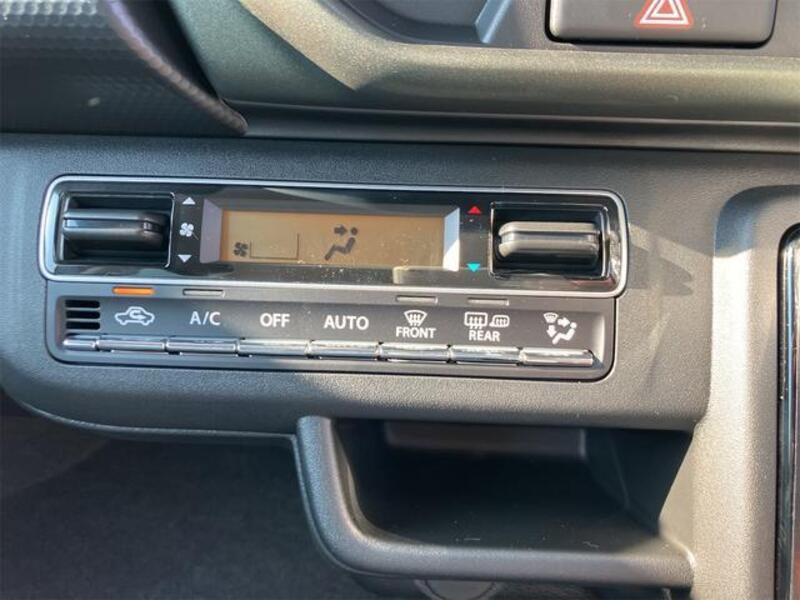 A/C OFF AUTO FRONT REAR